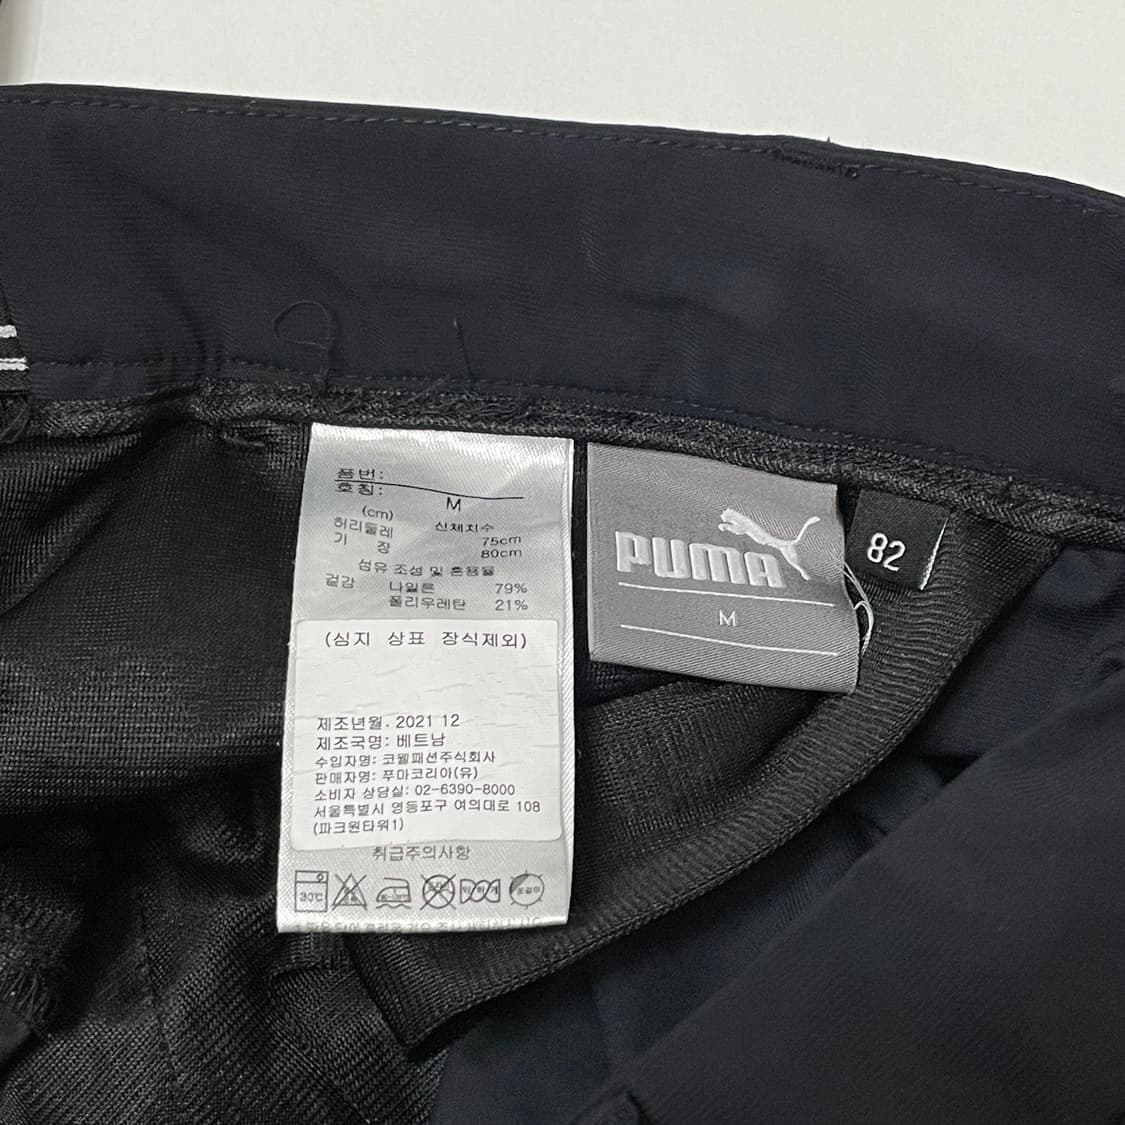 품번:
호칭: M
(cm) 신체치수
허리둘레 75cm
기 장 80cm
섬유 조성 및 혼용율
겉감 나일론 79%
폴리우레탄 21%
(심지 상표 장식제외)
제조년월. 2021 12
제조국명: 베트남
수입자명: 코웰패션주식회사
판매자명: 푸마코리아(유)
소비자 상담실: 02-6390-8000
서울특별시 영등포구 여의대로 108
(파크원타워1)
취급주의사항
30℃
옷걸이
PUMA
M
82